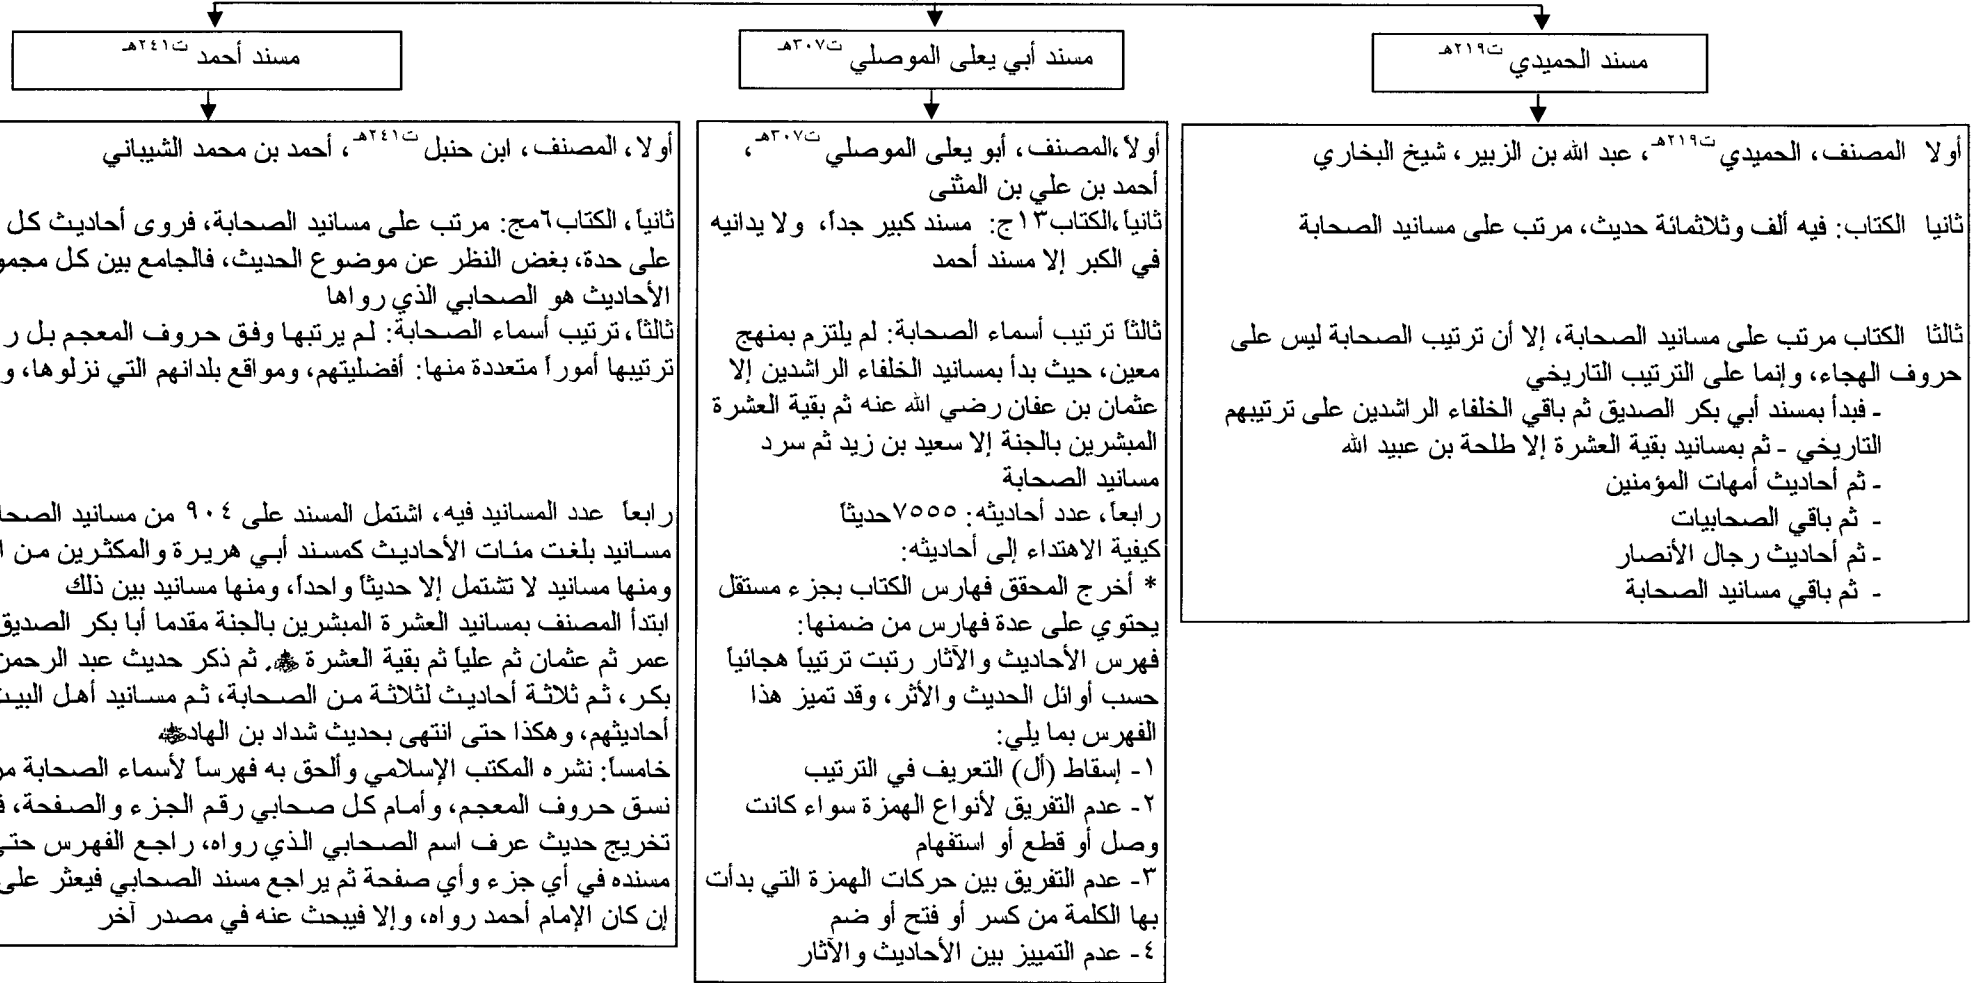 مسند الحميدي ت٢١٩هـ
أولا المصنف، الحميدي ت٢١٩هـ، عبد الله بن الزبير، شيخ البخاري
ثانيا الكتاب: فيه ألف وثلاثمائة حديث، مرتب على مسانيد الصحابة
ثالثا الكتاب مرتب على مسانيد الصحابة، إلا أن ترتيب الصحابة ليس على
حروف الهجاء، وإنما على الترتيب التاريخي
- فبدأ بمسند أبي بكر الصديق ثم باقي الخلفاء الراشدين على ترتيبهم
التاريخي - ثم بمسانيد بقية العشرة إلا طلحة بن عبيد الله
- ثم أحاديث أمهات المؤمنين
- ثم باقي الصحابيات
- ثم أحاديث رجال الأنصار
- ثم باقي مسانيد الصحابة
مسند أبي يعلى الموصلي ت٣٠٧هـ
أولاً،المصنف، أبو يعلى الموصلي ت٣٠٧هـ،
أحمد بن علي بن المثنى
ثانياً،الكتاب١٣ج: مسند كبير جداً، ولا يدانيه
في الكبر إلا مسند أحمد
ثالثاً ترتيب أسماء الصحابة: لم يلتزم بمنهج
معين، حيث بدأ بمسانيد الخلفاء الراشدين إلا
عثمان بن عفان رضي الله عنه ثم بقية العشرة
المبشرين بالجنة إلا سعيد بن زيد ثم سرد
مسانيد الصحابة
رابعاً، عدد أحاديثه: ٧٥٥٥حديثاً
كيفية الاهتداء إلى أحاديثه:
* أخرج المحقق فهارس الكتاب بجزء مستقل
يحتوي على عدة فهارس من ضمنها:
فهرس الأحاديث والآثار رتبت ترتيباً هجائياً
حسب أوائل الحديث والأثر، وقد تميز هذا
الفهرس بما يلي:
١- إسقاط (أل) التعريف في الترتيب
٢- عدم التفريق لأنواع الهمزة سواء كانت
وصل أو قطع أو استفهام
٣- عدم التفريق بين حركات الهمزة التي بدأت
بها الكلمة من كسر أو فتح أو ضم
٤- عدم التمييز بين الأحاديث والآثار
مسند أحمد ت٢٤١هـ
أولا، المصنف، ابن حنبل ت٢٤١هـ، أحمد بن محمد الشيباني
ثانياً، الكتاب٦مج: مرتب على مسانيد الصحابة، فروى أحاديث كل
على حدة، بغض النظر عن موضوع الحديث، فالجامع بين كل مجمو
الأحاديث هو الصحابي الذي رواها
ثالثاً، ترتيب أسماء الصحابة: لم يرتبها وفق حروف المعجم بل ر
ترتيبها أموراً متعددة منها: أفضليتهم، ومواقع بلدانهم التي نزلوها، و
رابعاً عدد المسانيد فيه، اشتمل المسند على ٩٠٤ من مسانيد الصحا
مسانيد بلغت مئات الأحاديث كمسند أبي هريرة والمكثرين من ا
ومنها مسانيد لا تشتمل إلا حديثاً واحداً، ومنها مسانيد بين ذلك
ابتدأ المصنف بمسانيد العشرة المبشرين بالجنة مقدما أبا بكر الصديق
عمر ثم عثمان ثم علياً ثم بقية العشرة ﷺ. ثم ذكر حديث عبد الرحمن
بكر، ثم ثلاثة أحاديث لثلاثة من الصحابة، ثم مسانيد أهل البيت
أحاديثهم، وهكذا حتى انتهى بحديث شداد بن الهاد
خامساً: نشره المكتب الإسلامي وألحق به فهرساً لأسماء الصحابة مر
نسق حروف المعجم، وأمام كل صحابي رقم الجزء والصفحة، ف
تخريج حديث عرف اسم الصحابي الذي رواه، راجع الفهرس حتى
مسنده في أي جزء وأي صفحة ثم يراجع مسند الصحابي فيعثر على
إن كان الإمام أحمد رواه، وإلا فيبحث عنه في مصدر آخر